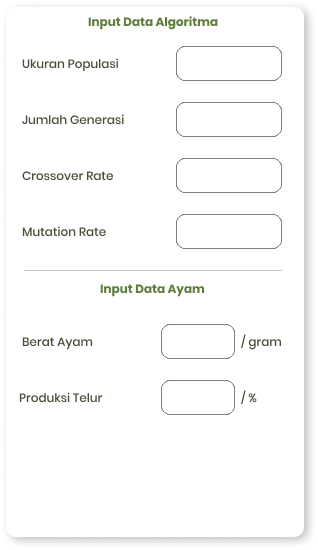 Input Data Algoritma
Ukuran Populasi
Jumlah Generasi
Crossover Rate
Mutation Rate
Input Data Ayam
Berat Ayam / gram
Produksi Telur / %